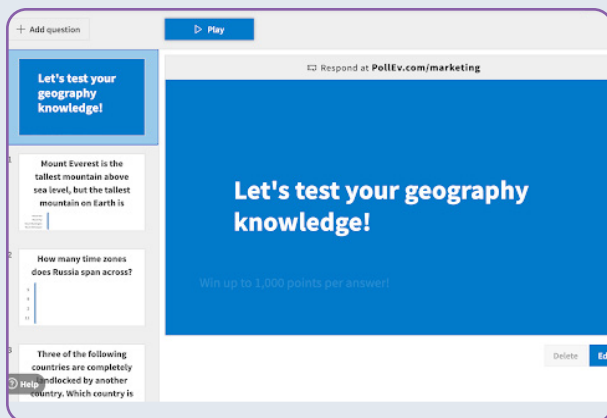 + Add question
Play
Let's test your
geography
knowledge!
Mount Everest is the
tallest mountain above
sea level, but the tallest
mountain on Earth is
2
How many time zones
does Russia span across?
3
Three of the following
countries are completely
landlocked by another
country. Which country is
Help
Respond at PollEv.com/marketing
Let's test your geography
knowledge!
Win up to 1,000 points per answer!
Delete